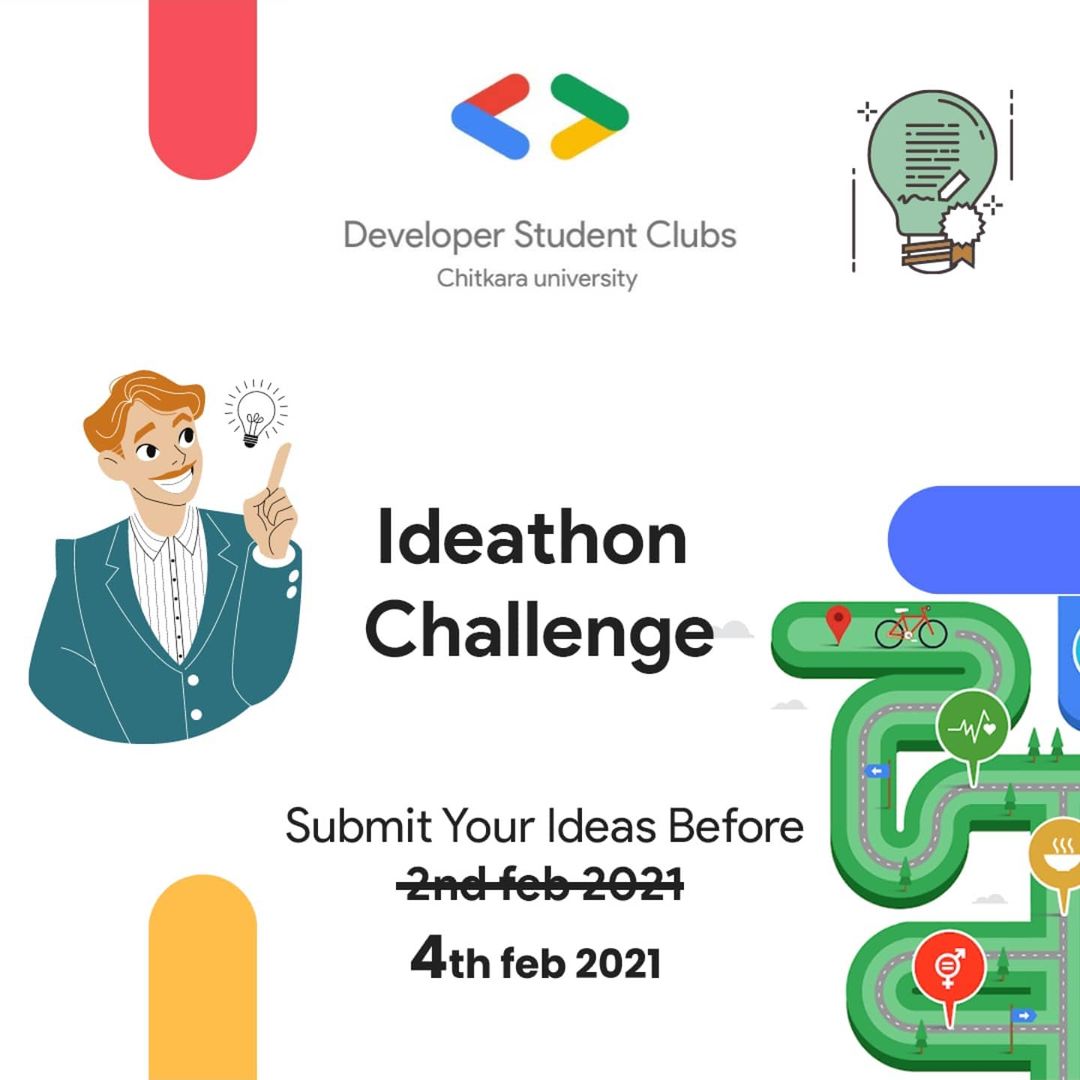 Developer Student Clubs
Chitkara university
Ideathon
Challenge
Submit Your Ideas Before
2nd feb 2021
4th feb 2021